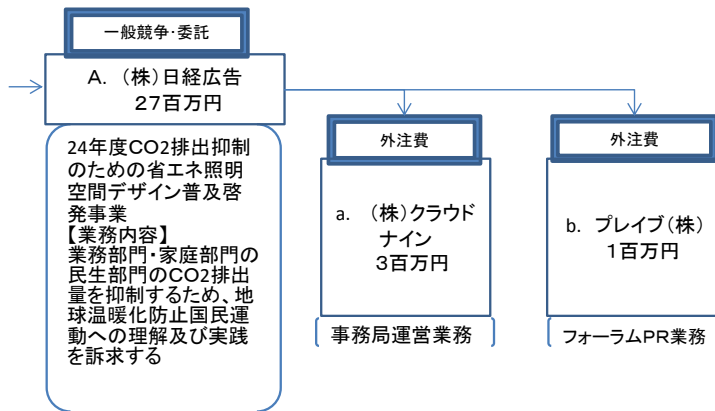 一般競争・委託
A. （株）日経広告
27百万円
24年度CO2排出抑制
のための省エネ照明
空間デザイン普及啓
発事業
【業務内容】
業務部門・家庭部門の
民生部門のCO2排出
量を抑制するため、地
球温暖化防止国民運
動への理解及び実践
を訴求する
外注費
a. （株）クラウド
ナイン
3百万円
事務局運営業務
外注費
b. プレイブ（株）
1百万円
フォーラムPR業務